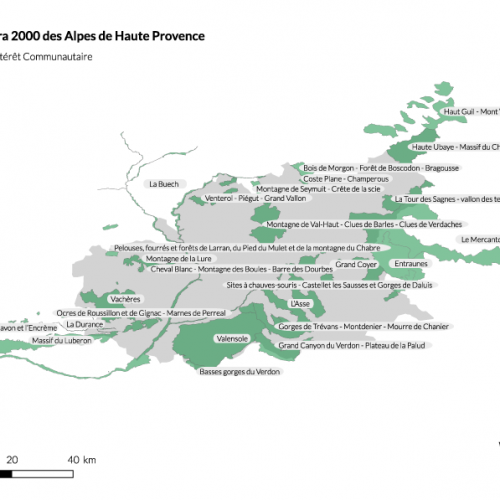 ra 2000 des Alpes de Haute Provence
térêt Communautaire
Haut Guil - Mont V
Haute Ubaye - Massif du Ch
Bois de Morgon - Forêt de Boscodon - Bragousse
Coste Plane - Champerous
La Buech
Montagne de Seymuit - Crête de la scie
Venterol - Piégut - Grand Vallon
La Tour des Sagnes - vallon des te
Montagne de Val-Haut - Clues de Barles - Clues de Verdaches
Le Mercanto
Pelouses, fourrés et forêts de Larran, du Pied du Mulet et de la montagne du Chabre
Montagne de la Lure
Grand Coyer
Entraunes
Cheval Blanc - Montagne des Boules - Barre des Dourbes
Sites à chauves-souris - Castellet les Sausses et Gorges de Daluis
Vachères
L'Asse
Ocres de Roussillon et de Gignac - Marnes de Perreal
La Durance
avon et l'Encrême
Gorges de Trévans - Montdenier - Mourre de Chanier
Massif du Luberon
Valensole
Grand Canyon du Verdon - Plateau de la Palud
Basses gorges du Verdon
20
40 km